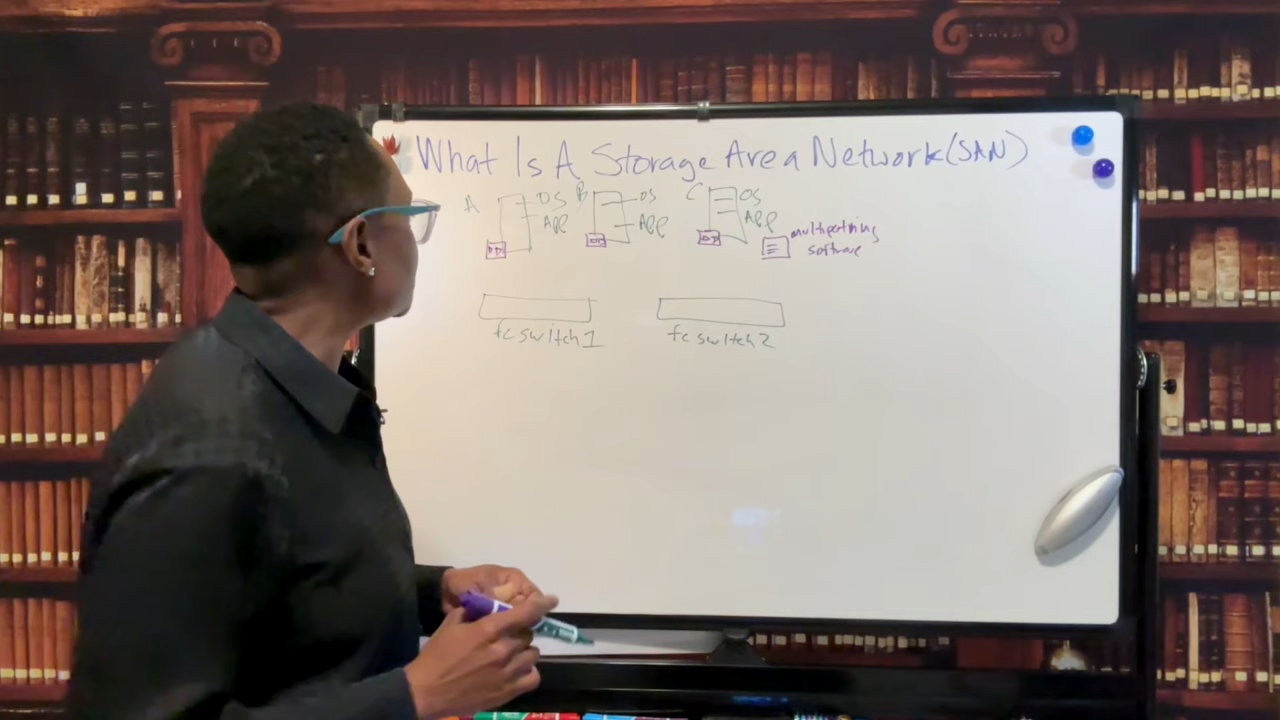 What Is A Storage Area Network (SAN)
A OS B OS C OS
App App App
multipathing
software
fc switch 1 fc switch 2